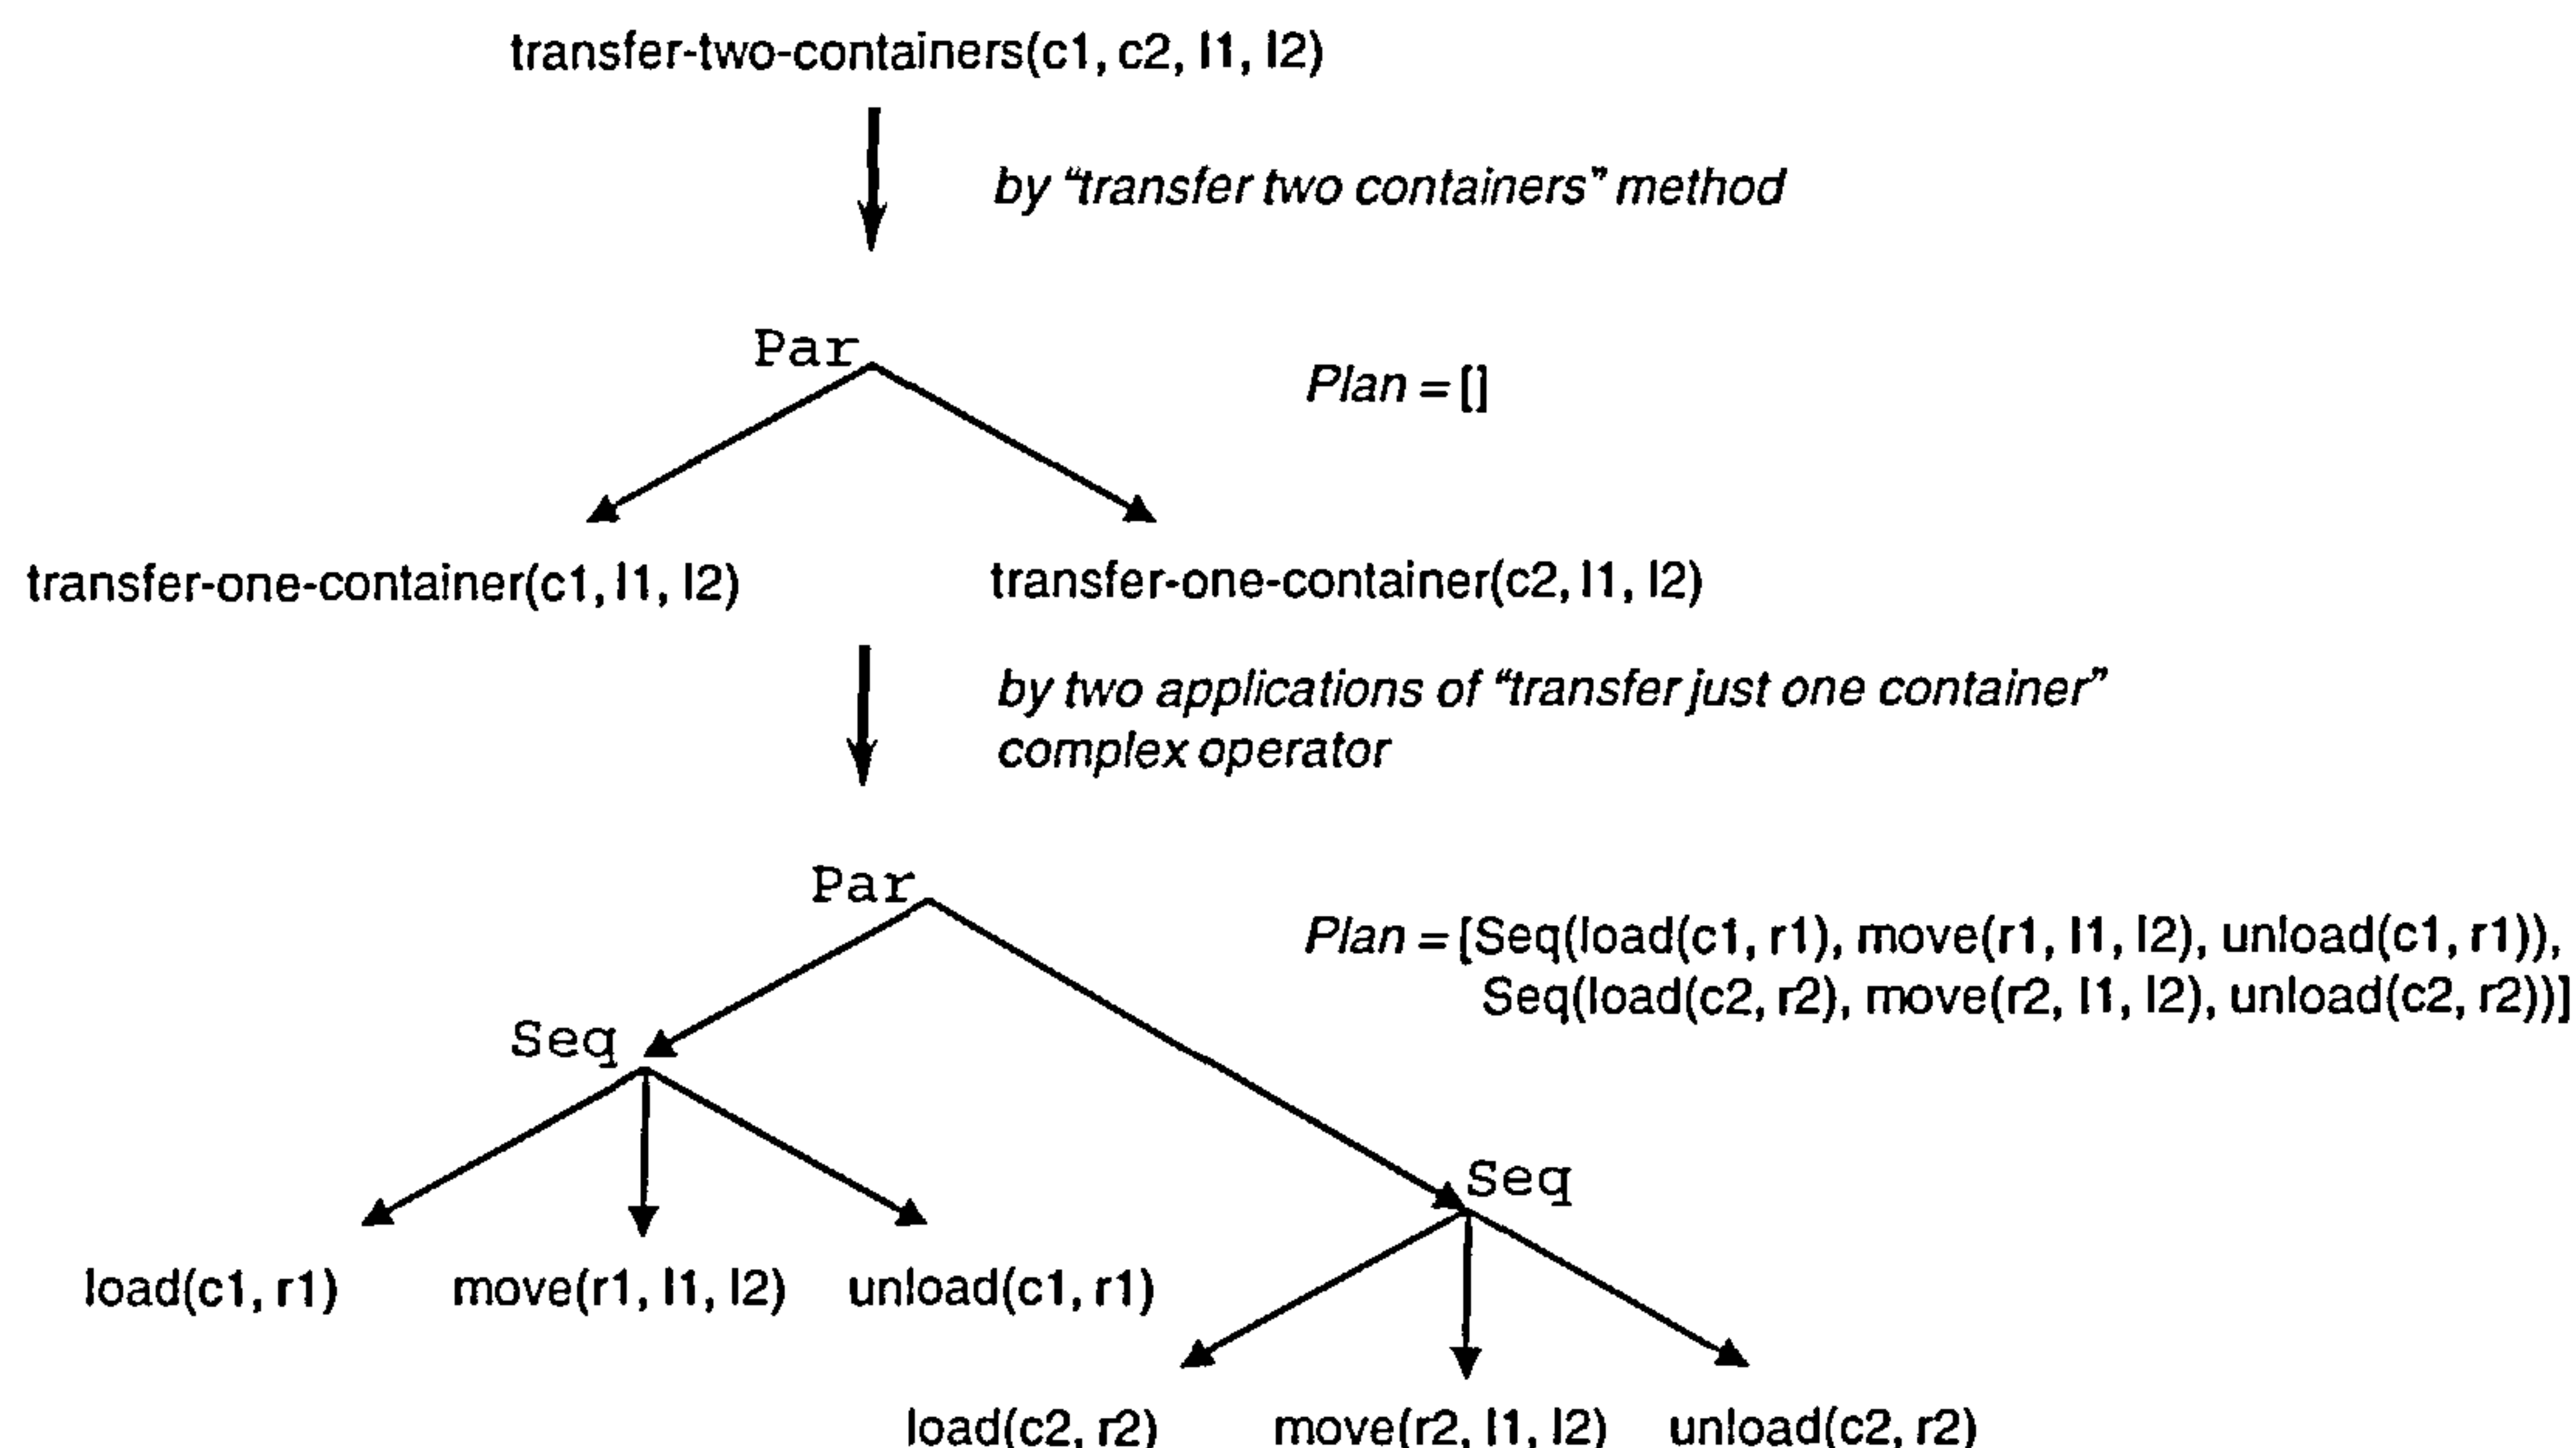 transfer-two-containers(c1, c2, l1, l2)
by “transfer two containers” method
Par
Plan = []
transfer-one-container(c1, l1, l2)
transfer-one-container(c2, l1, l2)
by two applications of “transfer just one container”
complex operator
Par
Plan = [Seq(load(c1, r1), move(r1, l1, l2), unload(c1, r1)),
Seq(load(c2, r2), move(r2, l1, l2), unload(c2, r2))]
Seq
Seq
load(c1, r1)
move(r1, l1, l2)
unload(c1, r1)
load(c2, r2)
move(r2, l1, l2)
unload(c2, r2)